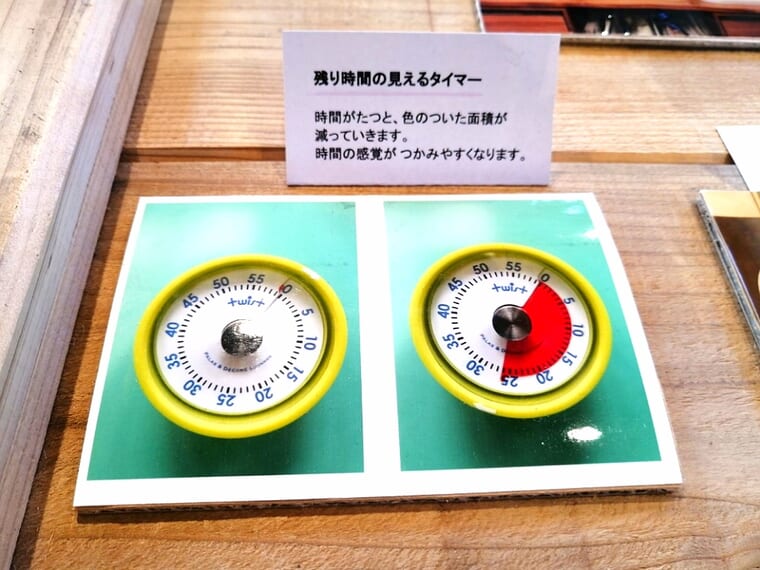 残り時間の見えるタイマー
時間がたつと、色のついた面積が
減っていきます。
時間の感覚が つかみやすくなります。
0 5 10 15 20 25 30 35 40 45 50 55
twist
0 5 10 15 20 25 30 35 40 45 50 55
twist